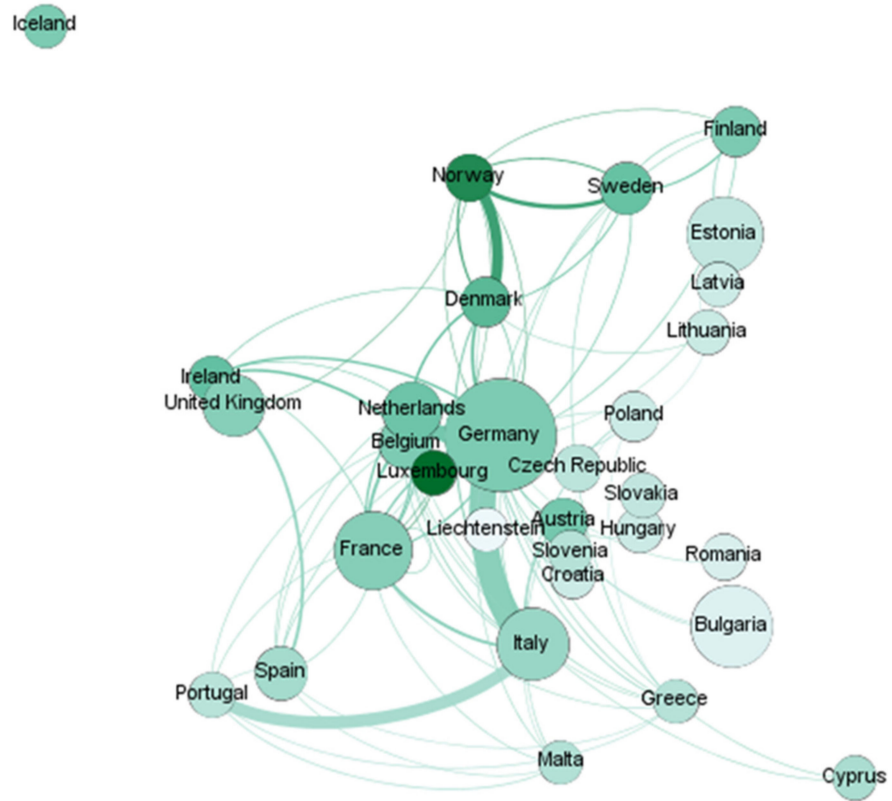 Iceland
Finland
Norway
Sweden
Estonia
Latvia
Denmark
Lithuania
Ireland
United Kingdom
Netherlands
Poland
Germany
Belgium
Czech Republic
Luxembourg
Slovakia
Austria
Liechtenstein
Hungary
France
Slovenia
Romania
Croatia
Bulgaria
Italy
Spain
Portugal
Greece
Malta
Cyprus